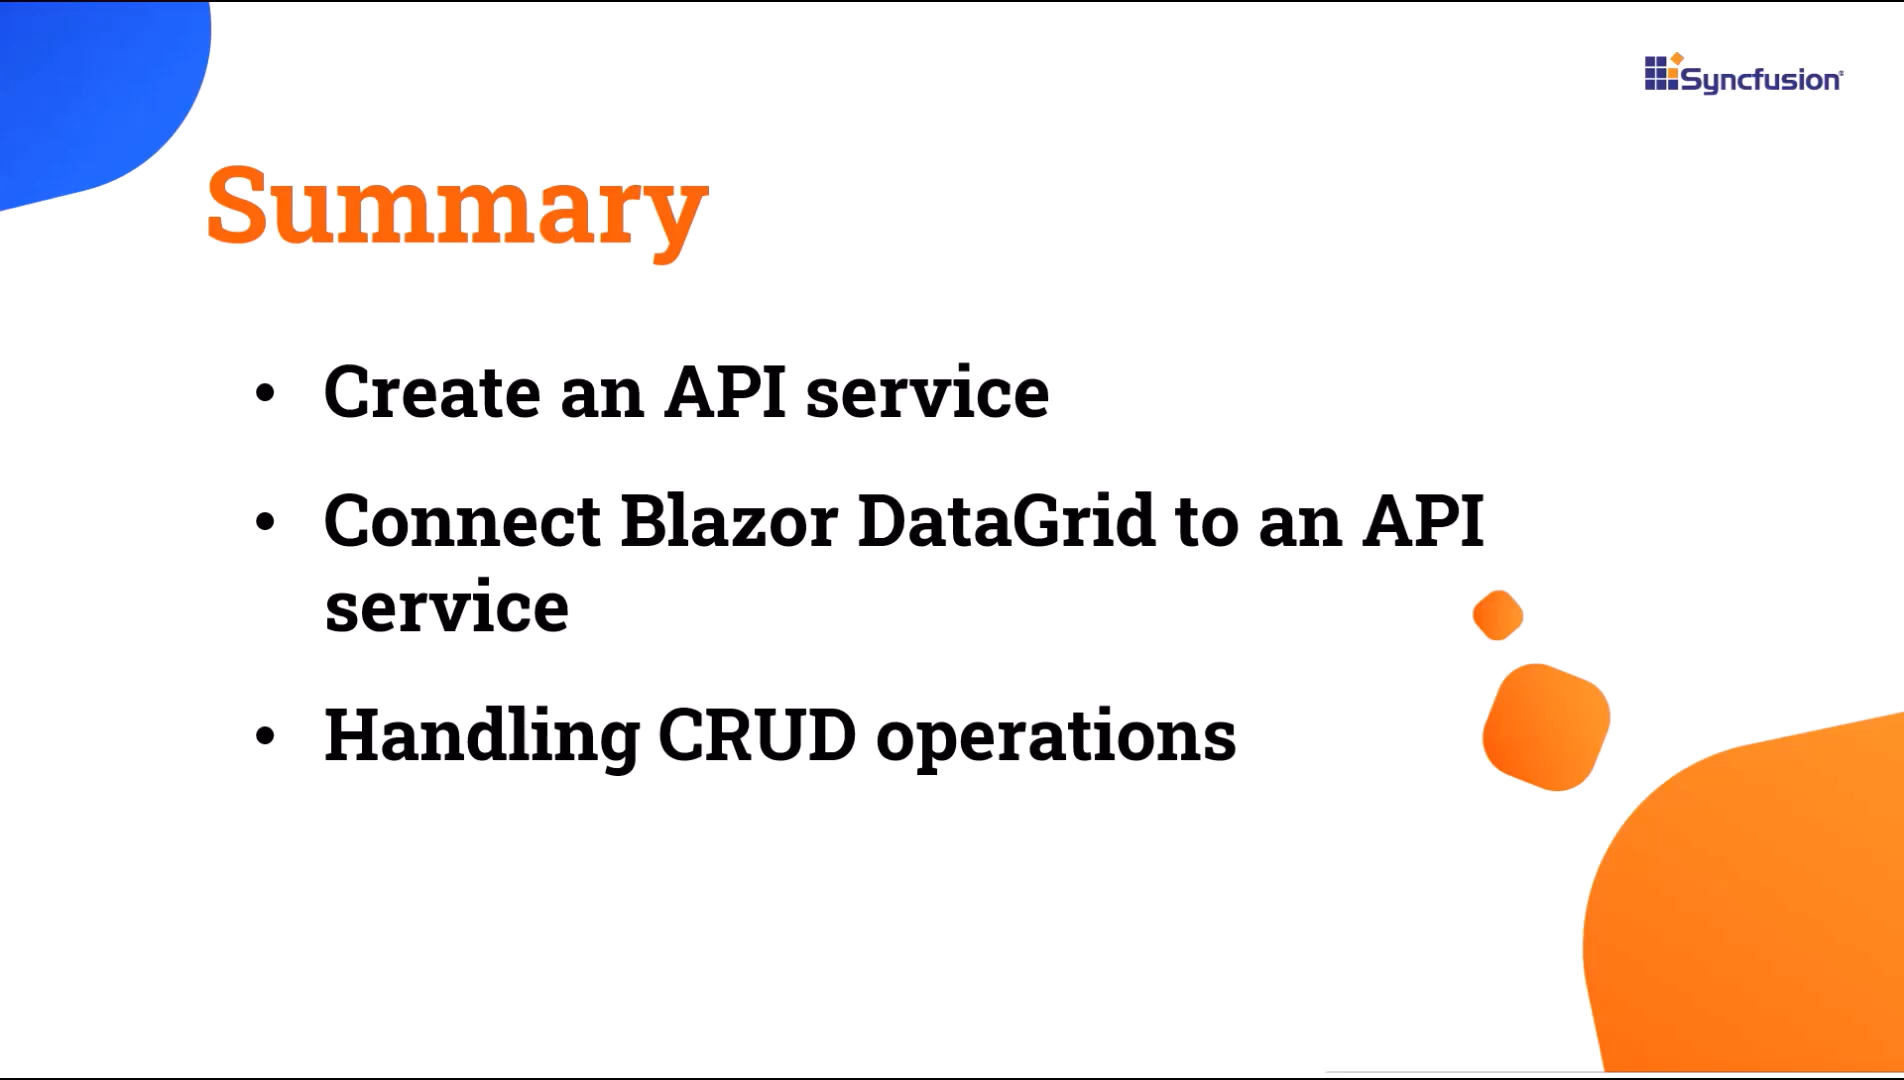 Syncfusion
Summary
• Create an API service
• Connect Blazor DataGrid to an API
service
• Handling CRUD operations